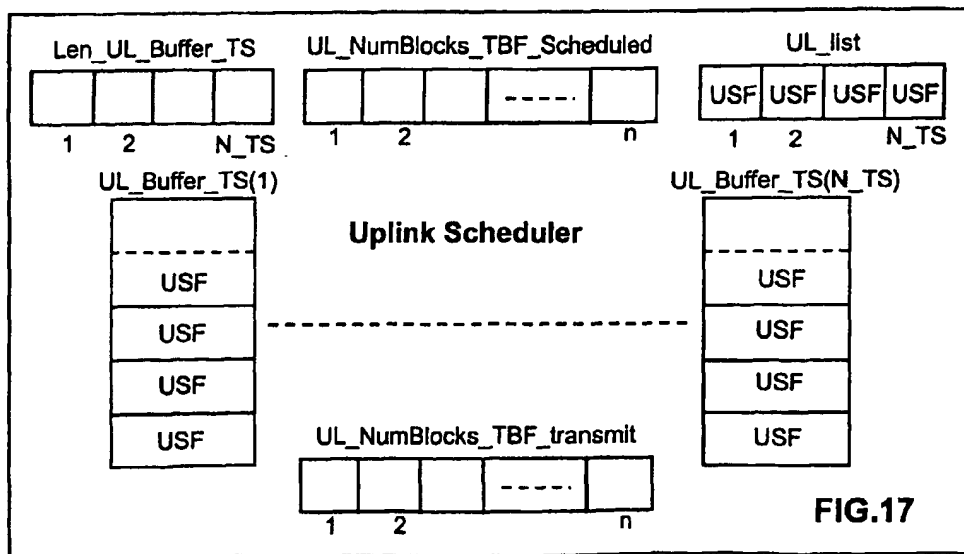 Len_UL_Buffer_TS UL_NumBlocks_TBF_Scheduled UL_list
USF USF USF USF
1 2 N_TS 1 2 n 1 2 N_TS
UL_Buffer_TS(1) UL_Buffer_TS(N_TS)
Uplink Scheduler
USF USF
USF USF
USF USF
USF USF
UL_NumBlocks_TBF_transmit
1 2 n
FIG.17